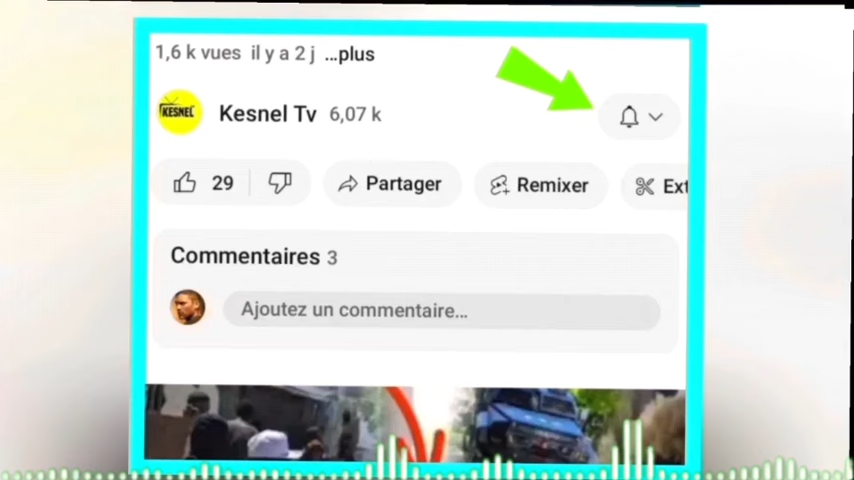 1,6 k vues il y a 2 j ...plus
KESNEL
Kesnel Tv 6,07 k
29
Partager
Remixer
Ext
Commentaires 3
Ajoutez un commentaire...